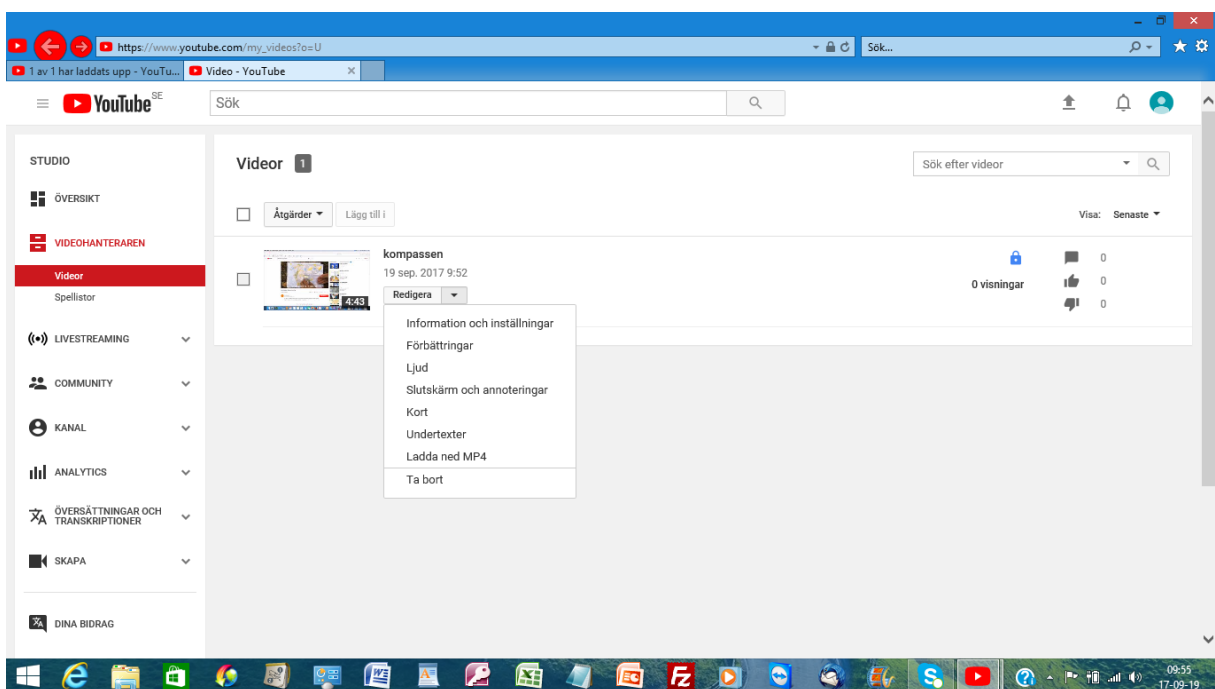 https://www.youtube.com/my_videos?o=U
Sök...
1 av 1 har laddats upp - YouTu...
Video - YouTube
YouTube SE
Sök
STUDIO
ÖVERSIKT
VIDEOHANTERAREN
Videor
Spellistor
LIVESTREAMING
COMMUNITY
KANAL
ANALYTICS
ÖVERSÄTTNINGAR OCH
TRANSKRIPTIONER
SKAPA
DINA BIDRAG
Videor 1
Sök efter videor
Åtgärder
Lägg till i
Visa: Senaste
kompassen
19 sep. 2017 9:52
4:43
Redigera
0 visningar
0
0
0
Information och inställningar
Förbättringar
Ljud
Slutskärm och annoteringar
Kort
Undertexter
Ladda ned MP4
Ta bort
09:55
17-09-19